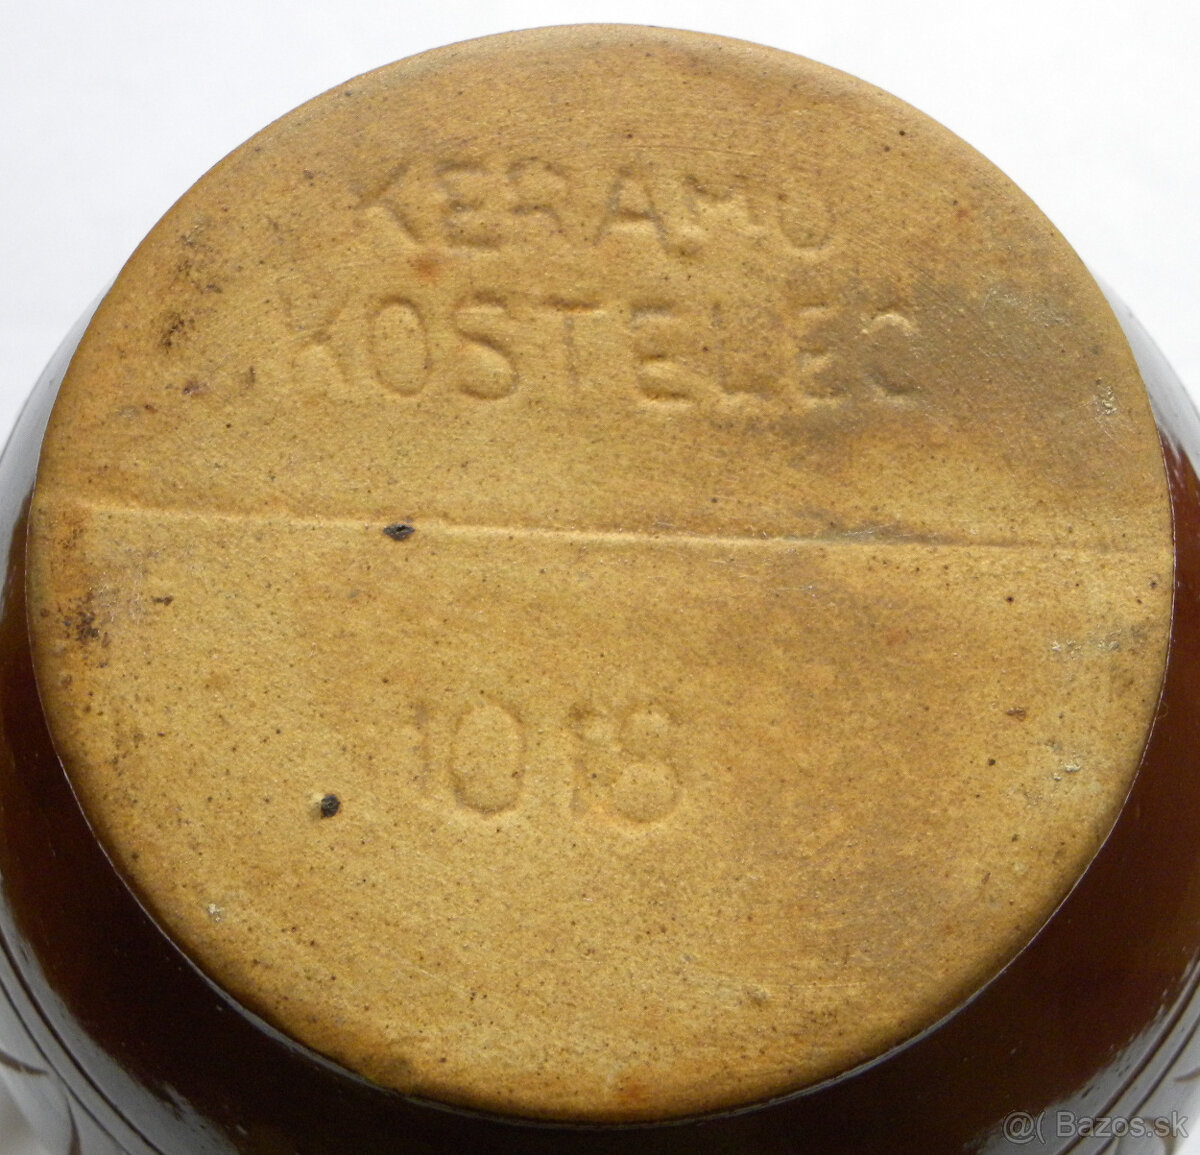 KERAMO
KOSTELEC
1018
@( Bazos.sk